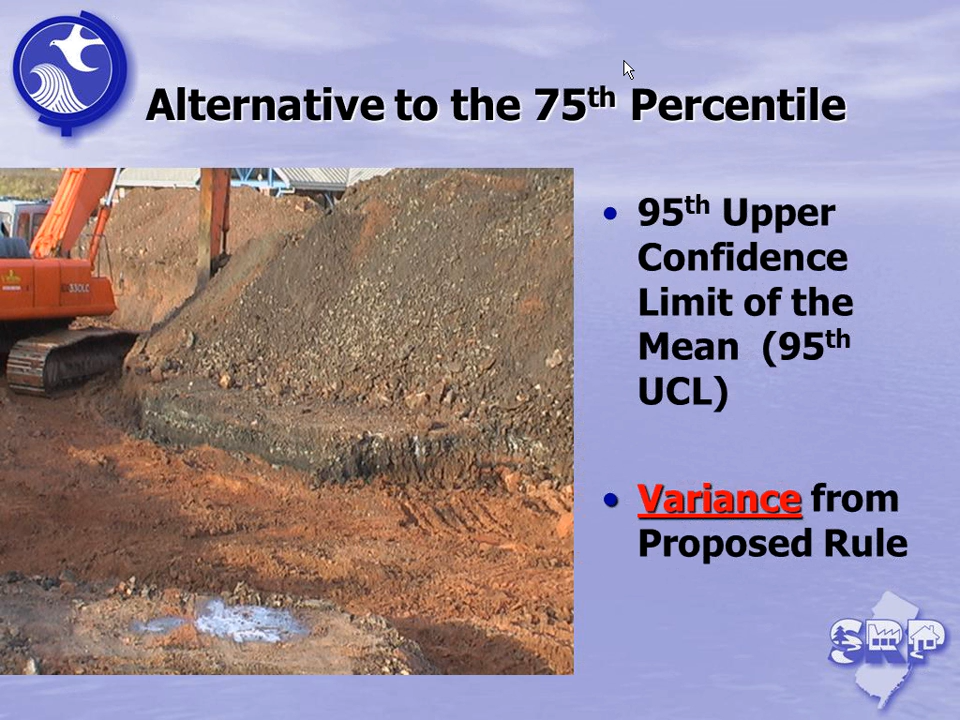 Alternative to the 75th Percentile
• 95th Upper
Confidence
Limit of the
Mean (95th
UCL)
• Variance from
Proposed Rule
330LC
SRP